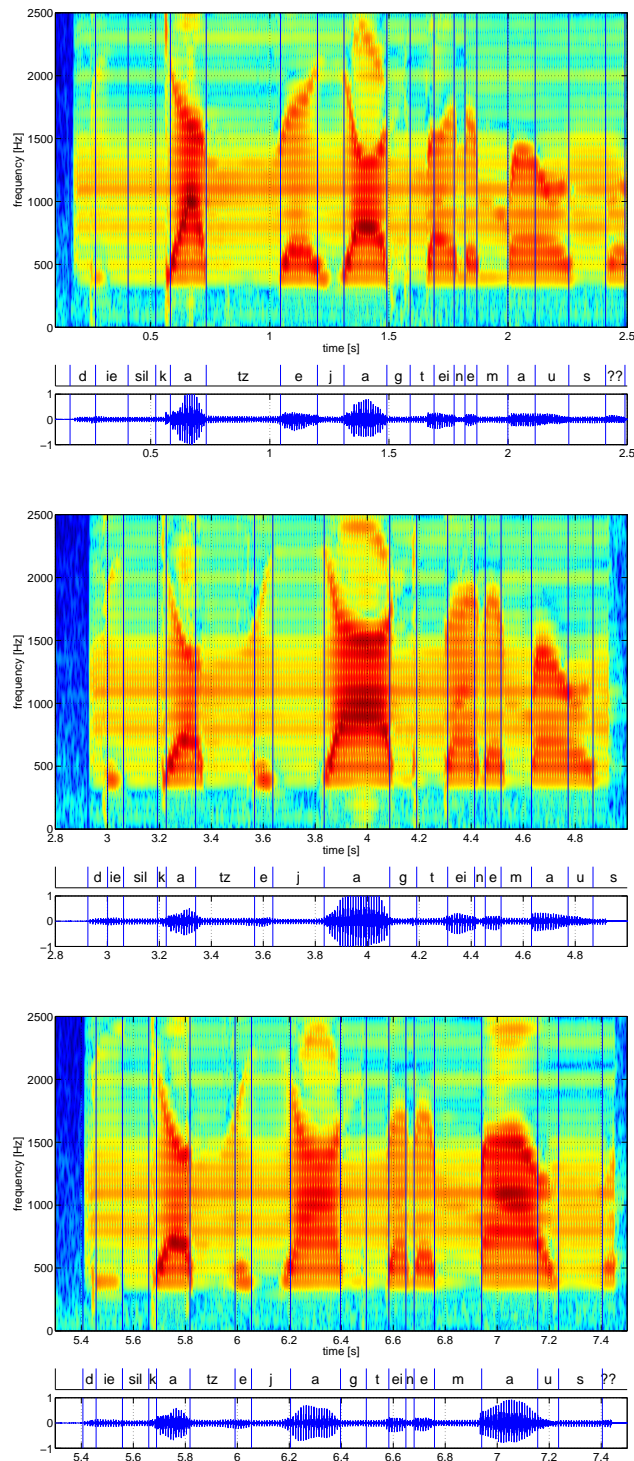 2500
2000
1500
1000
500
0
frequency [Hz]
0.5 1 1.5 2 2.5
time [s]
d ie sil k a tz e j a g t ei n e m a u s ??
1
0
−1
0.5 1 1.5 2 2.5
2500
2000
1500
1000
500
0
frequency [Hz]
2.8 3 3.2 3.4 3.6 3.8 4 4.2 4.4 4.6 4.8
time [s]
d ie sil k a tz e j a g t ei n e m a u s
1
0
−1
2.8 3 3.2 3.4 3.6 3.8 4 4.2 4.4 4.6 4.8
2500
2000
1500
1000
500
0
frequency [Hz]
5.4 5.6 5.8 6 6.2 6.4 6.6 6.8 7 7.2 7.4
time [s]
d ie sil k a tz e j a g t ei n e m a u s ??
1
0
−1
5.4 5.6 5.8 6 6.2 6.4 6.6 6.8 7 7.2 7.4